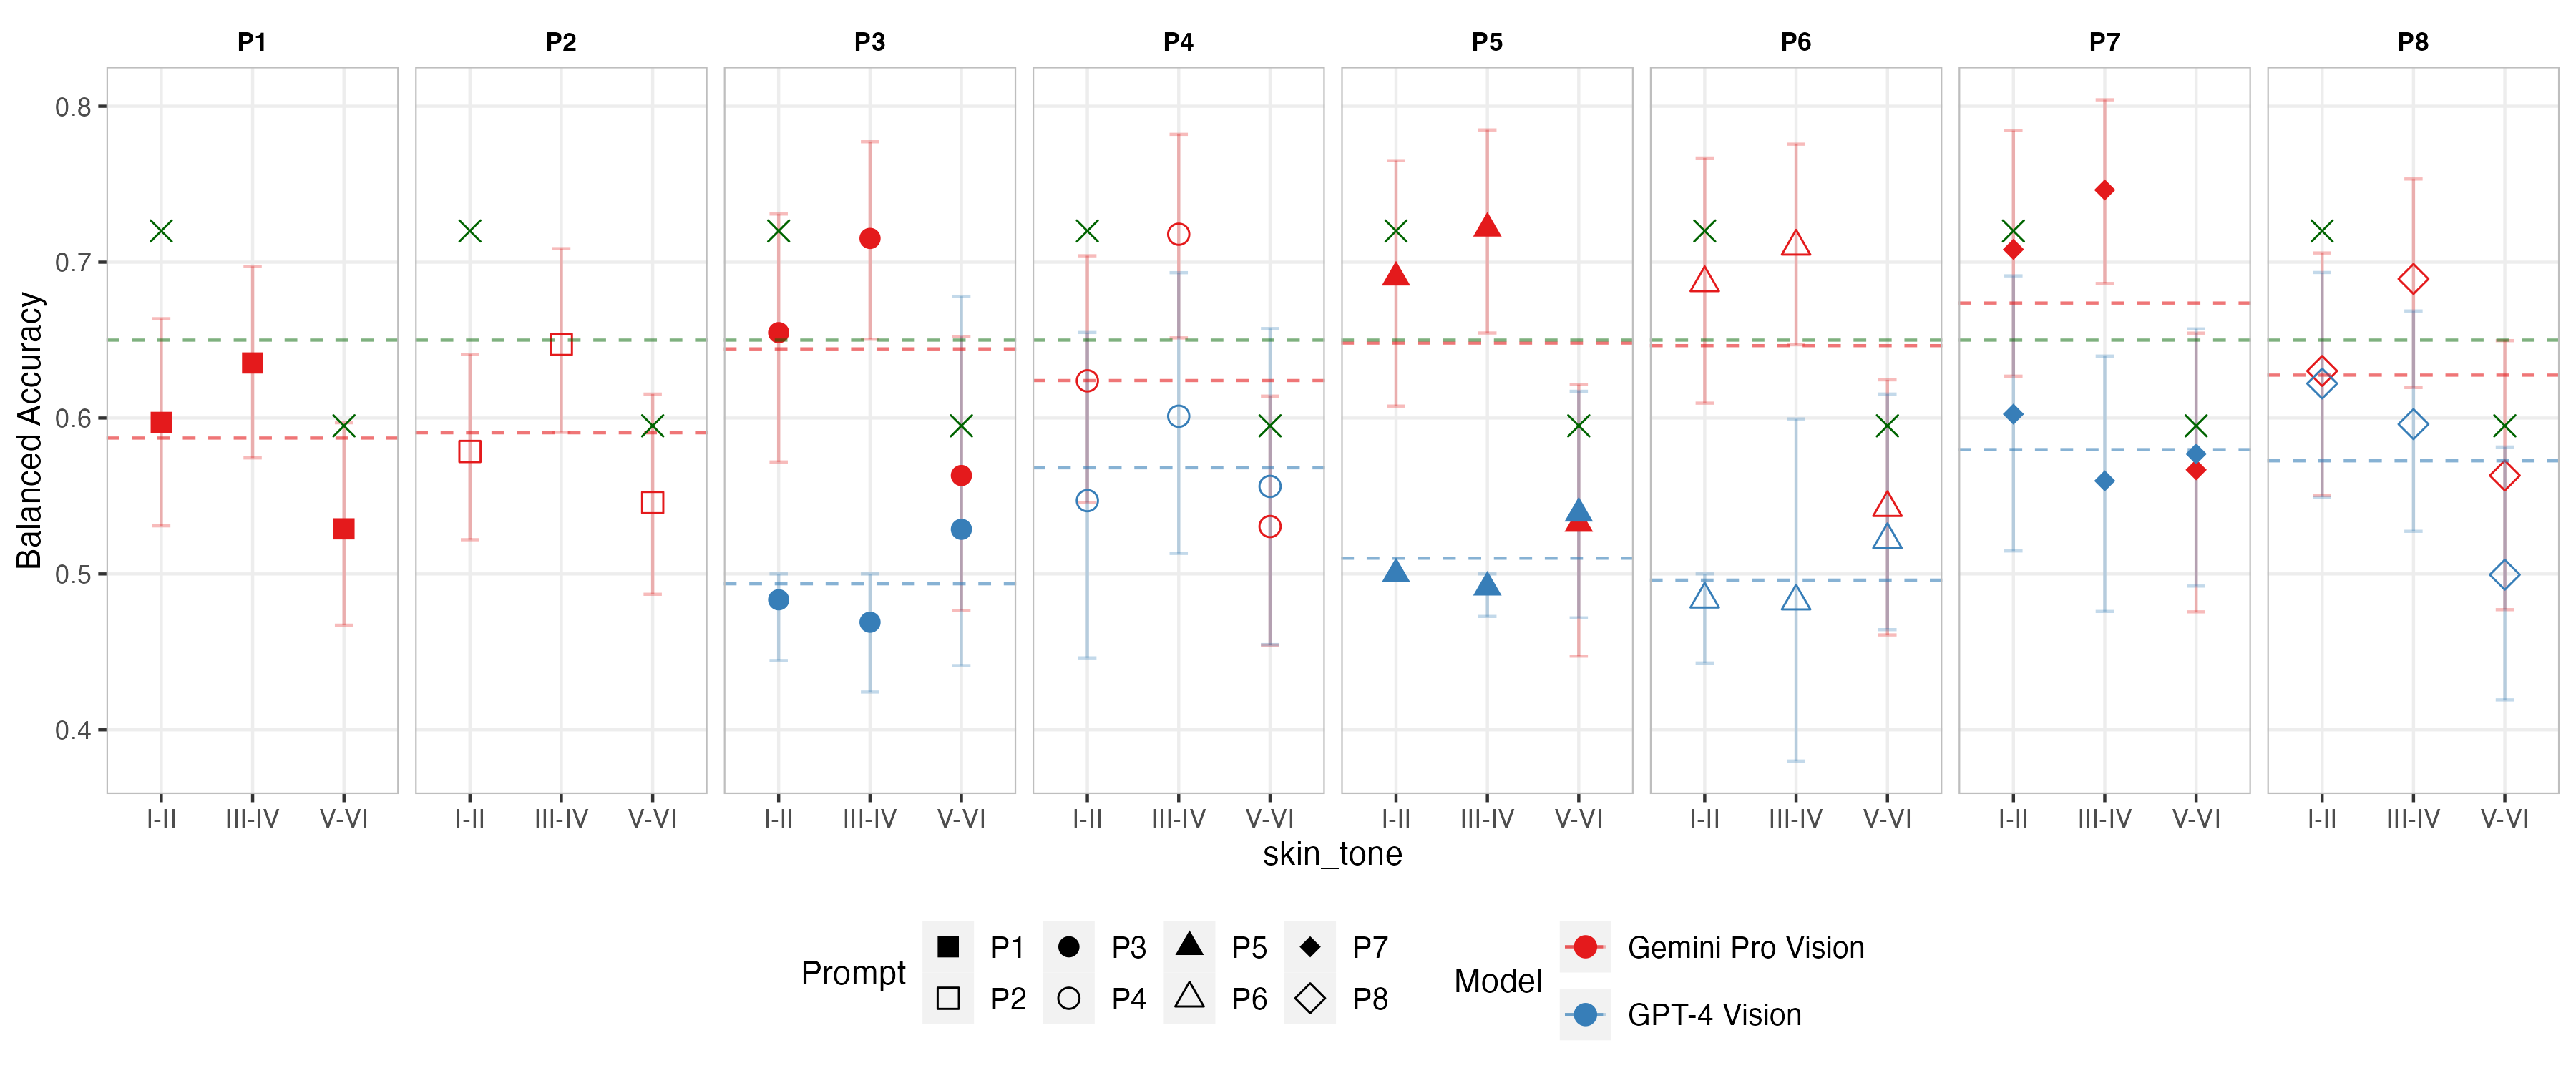 P1 P2 P3 P4 P5 P6 P7 P8
Balanced Accuracy
0.8
0.7
0.6
0.5
0.4
I-II III-IV V-VI I-II III-IV V-VI I-II III-IV V-VI I-II III-IV V-VI I-II III-IV V-VI I-II III-IV V-VI I-II III-IV V-VI I-II III-IV V-VI
skin_tone
Prompt
P1 P3 P5 P7
P2 P4 P6 P8
Model
Gemini Pro Vision
GPT-4 Vision